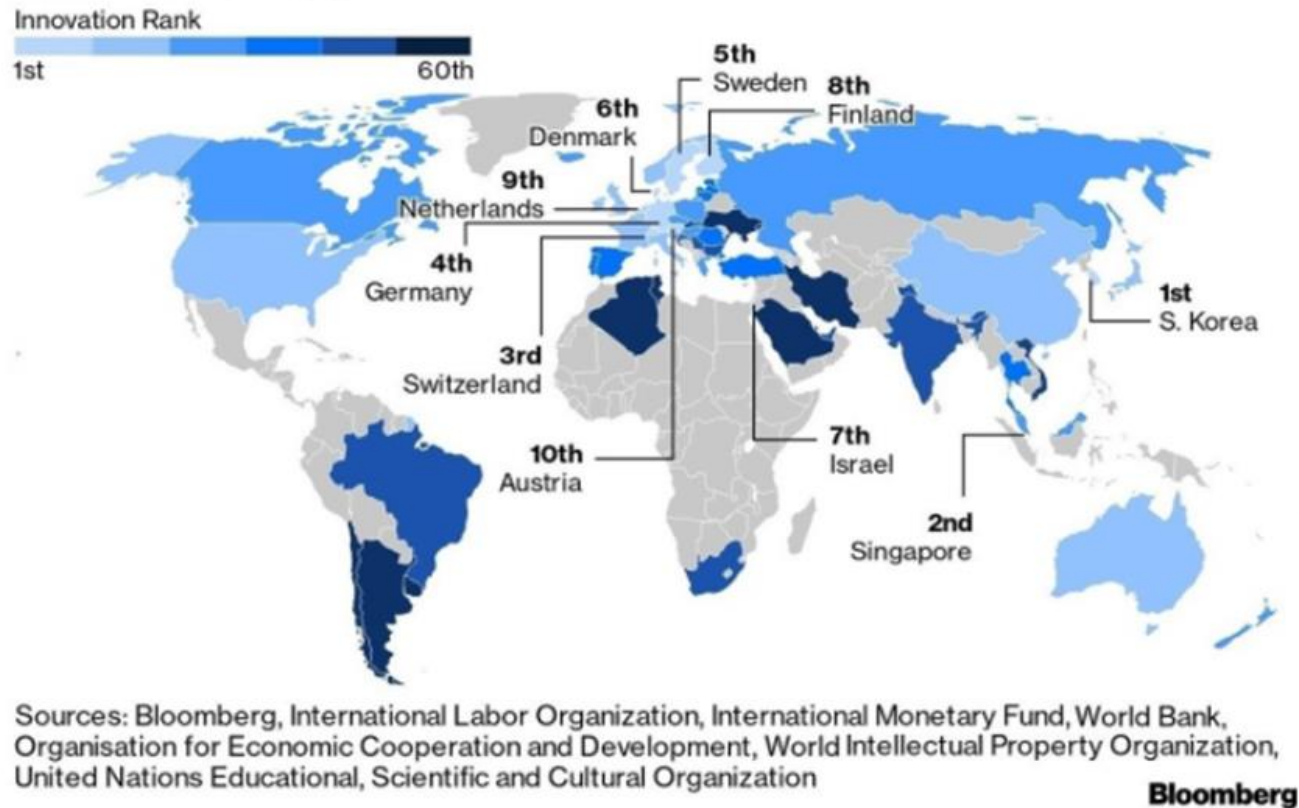 Innovation Rank
1st
60th
5th
Sweden
8th
Finland
6th
Denmark
9th
Netherlands
4th
Germany
1st
S. Korea
3rd
Switzerland
7th
Israel
10th
Austria
2nd
Singapore
Sources: Bloomberg, International Labor Organization, International Monetary Fund, World Bank,
Organisation for Economic Cooperation and Development, World Intellectual Property Organization,
United Nations Educational, Scientific and Cultural Organization
Bloomberg